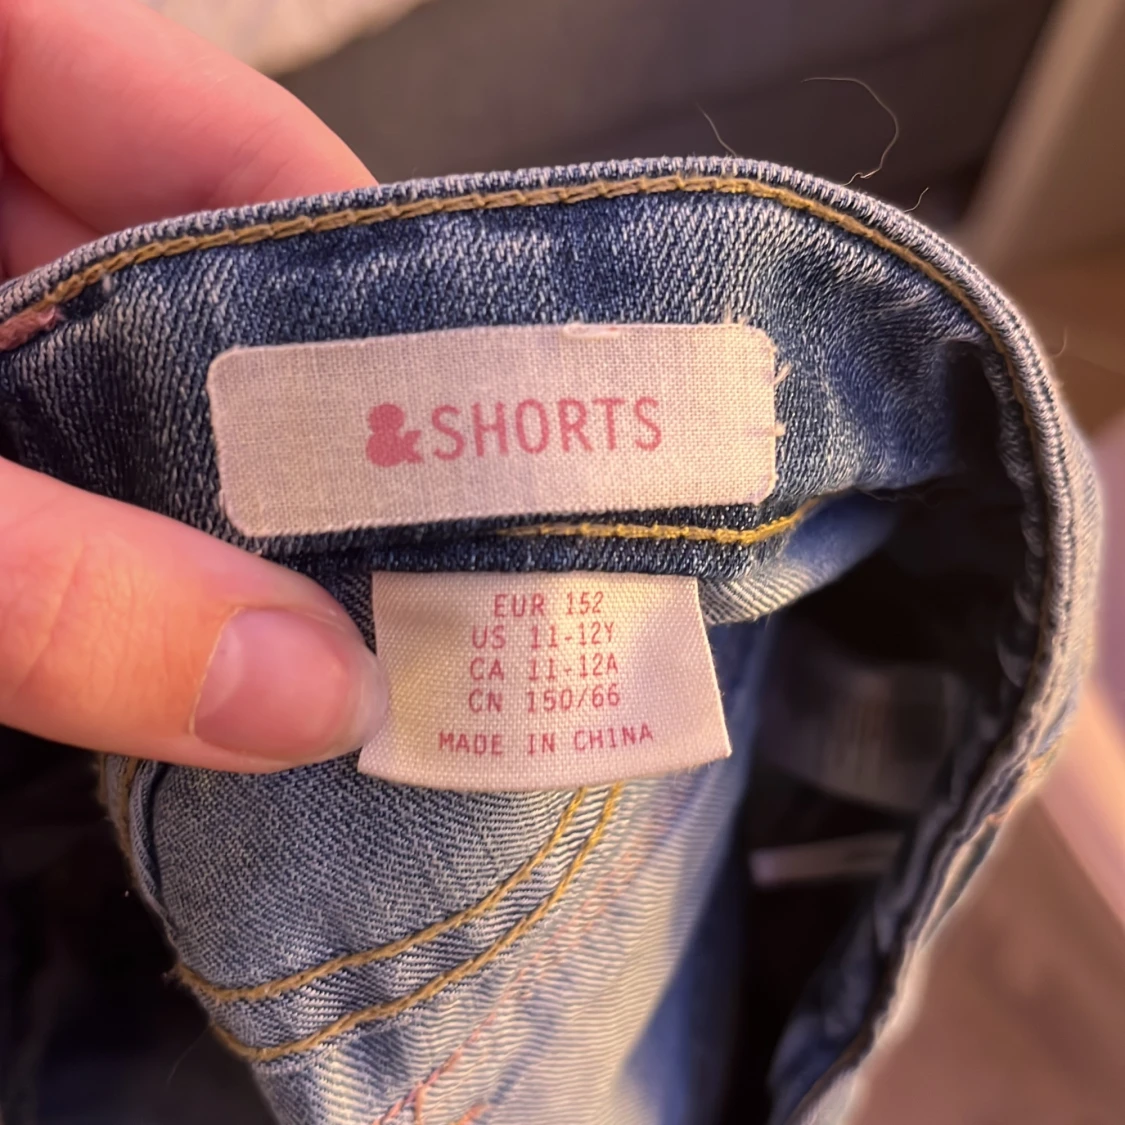 &SHORTS
EUR 152
US 11-12Y
CA 11-12A
CN 150/66
MADE IN CHINA